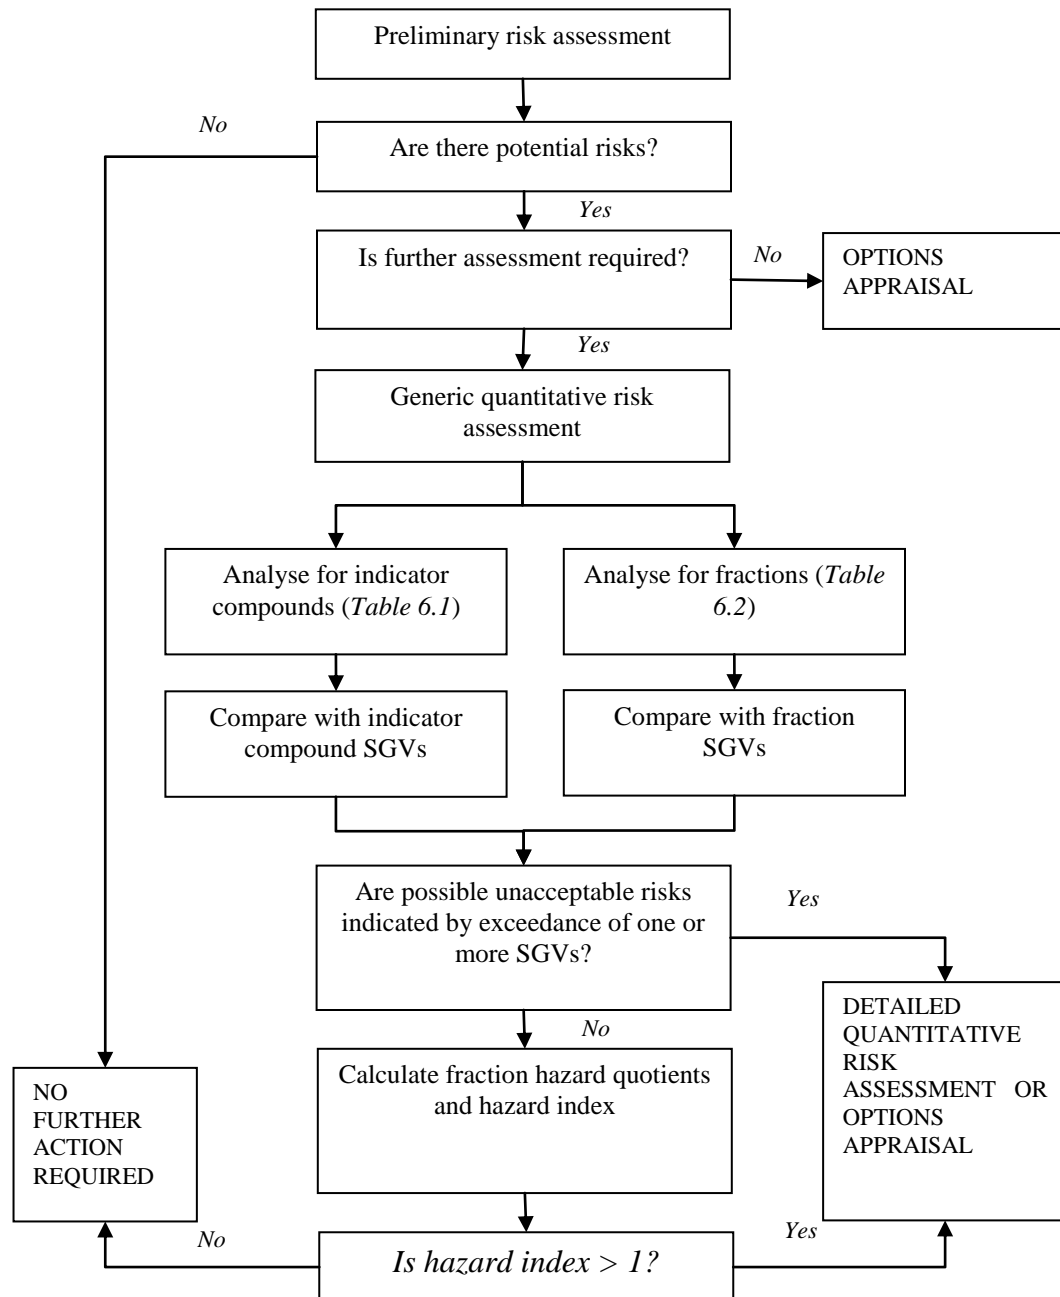 Preliminary risk assessment
No
Are there potential risks?
Yes
Is further assessment required?
No
OPTIONS
APPRAISAL
Yes
Generic quantitative risk
assessment
Analyse for indicator
compounds (Table 6.1)
Analyse for fractions (Table
6.2)
Compare with indicator
compound SGVs
Compare with fraction
SGVs
Are possible unacceptable risks
indicated by exceedance of one or
more SGVs?
Yes
No
DETAILED
QUANTITATIVE
RISK
ASSESSMENT OR
OPTIONS
APPRAISAL
Calculate fraction hazard quotients
and hazard index
NO
FURTHER
ACTION
REQUIRED
No
Is hazard index > 1?
Yes